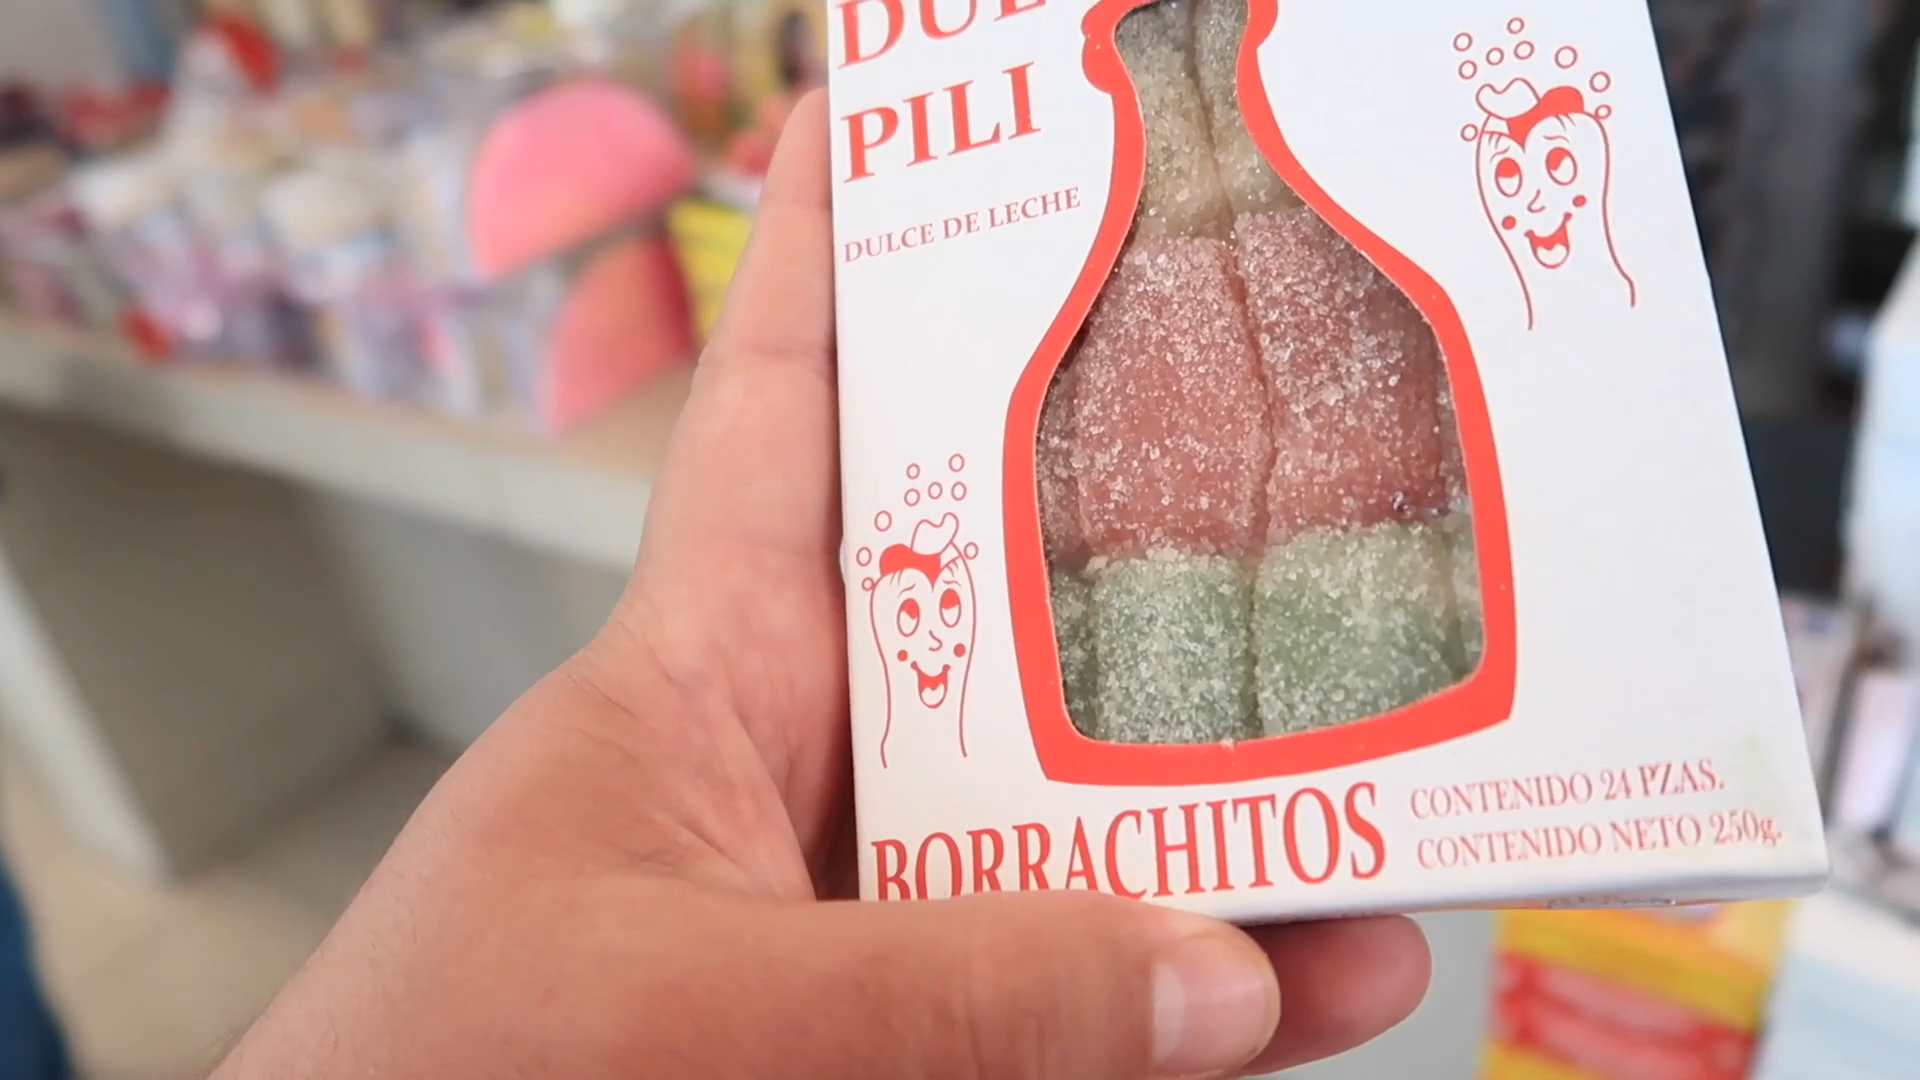 PILI
DULCE DE LECHE
BORRACHITOS
CONTENIDO 24 PZAS.
CONTENIDO NETO 250g.